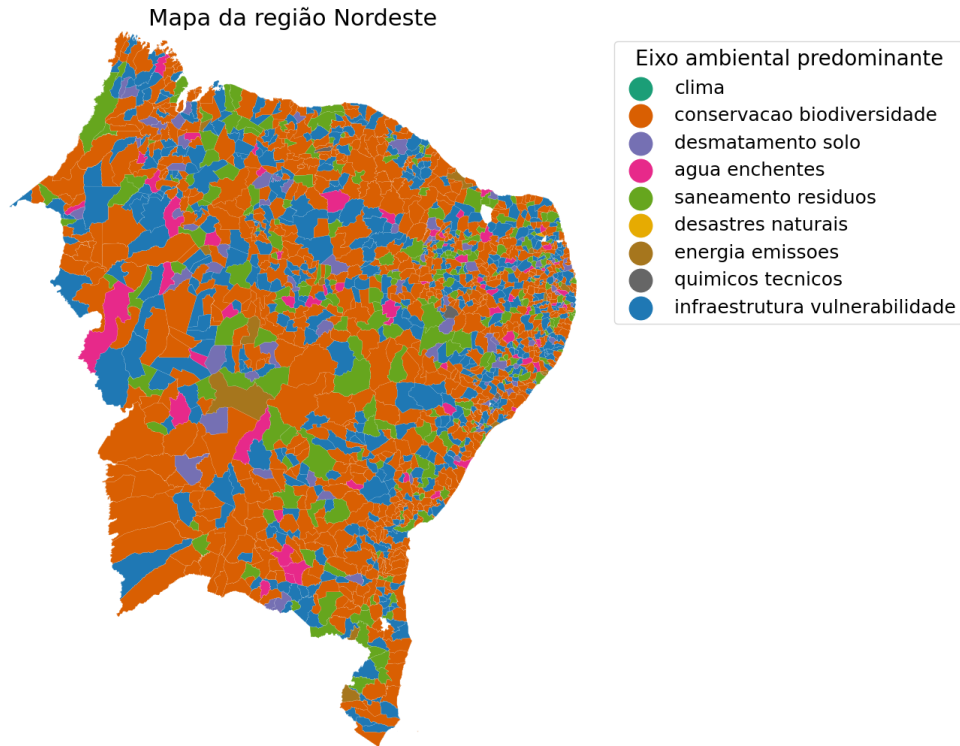 Mapa da região Nordeste
Eixo ambiental predominante
clima
conservacao biodiversidade
desmatamento solo
agua enchentes
saneamento residuos
desastres naturais
energia emissoes
quimicos tecnicos
infraestrutura vulnerabilidade